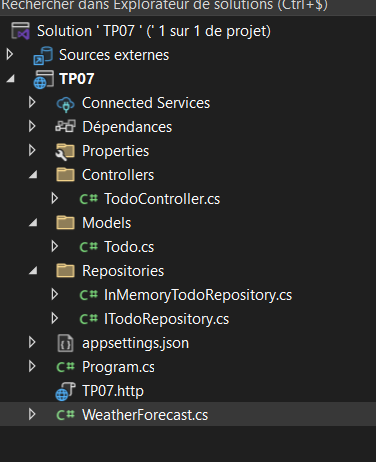 Rechercher dans Explorateur de solutions (Ctrl+$)
Solution ' TP07 ' (' 1 sur 1 de projet)
Sources externes
TP07
Connected Services
Dépendances
Properties
Controllers
C# TodoController.cs
Models
C# Todo.cs
Repositories
C# InMemoryTodoRepository.cs
C# ITodoRepository.cs
appsettings.json
C# Program.cs
TP07.http
C# WeatherForecast.cs